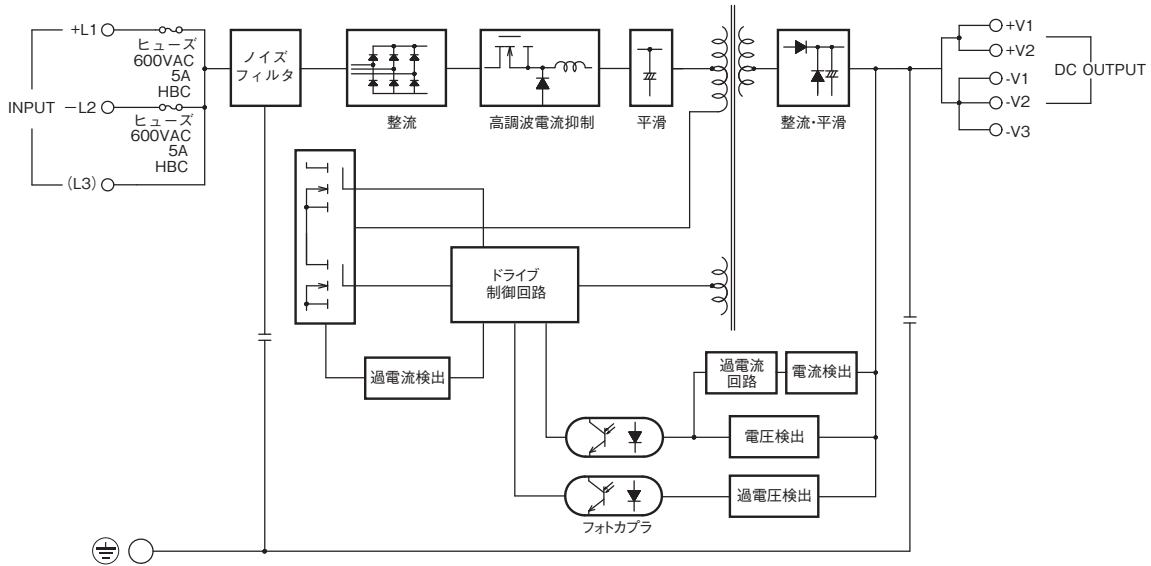 +L1
ヒューズ
600VAC
5A
HBC
INPUT
−L2
ヒューズ
600VAC
5A
HBC
(L3)
ノイズ
フィルタ
整流
高調波電流抑制
平滑
整流・平滑
+V1
+V2
-V1
-V2
-V3
DC OUTPUT
ドライブ
制御回路
過電流検出
過電流
回路
電流検出
電圧検出
過電圧検出
フォトカプラ